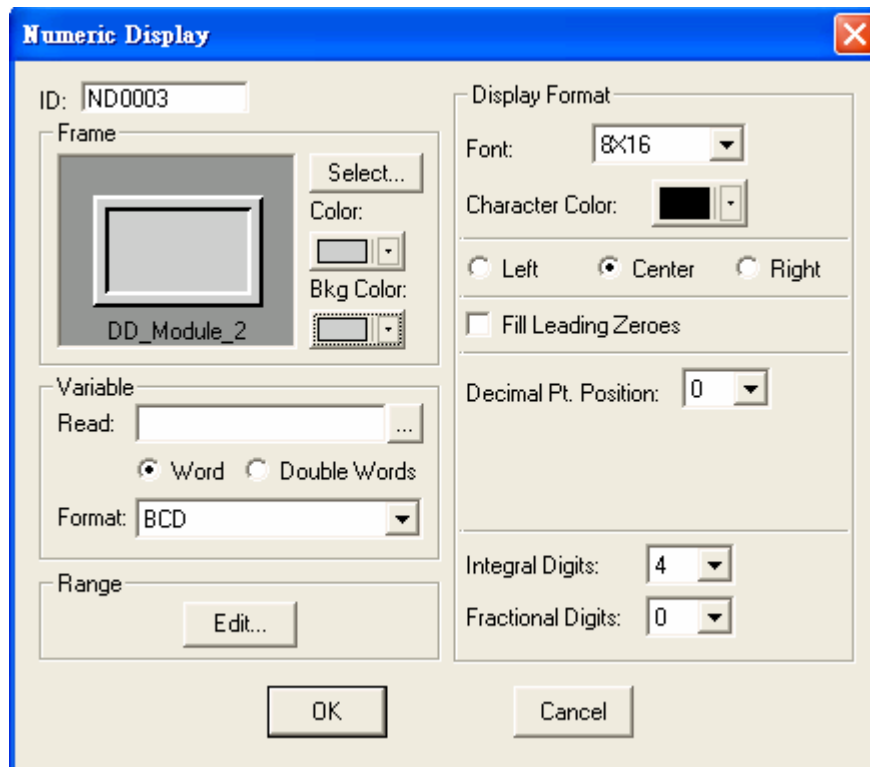 Numeric Display
ID: ND0003
Frame
Select...
Color:
Bkg Color:
DD_Module_2
Variable
Read: ...
Word Double Words
Format: BCD
Range
Edit...
Display Format
Font: 8X16
Character Color:
Left Center Right
Fill Leading Zeroes
Decimal Pt. Position: 0
Integral Digits: 4
Fractional Digits: 0
OK Cancel